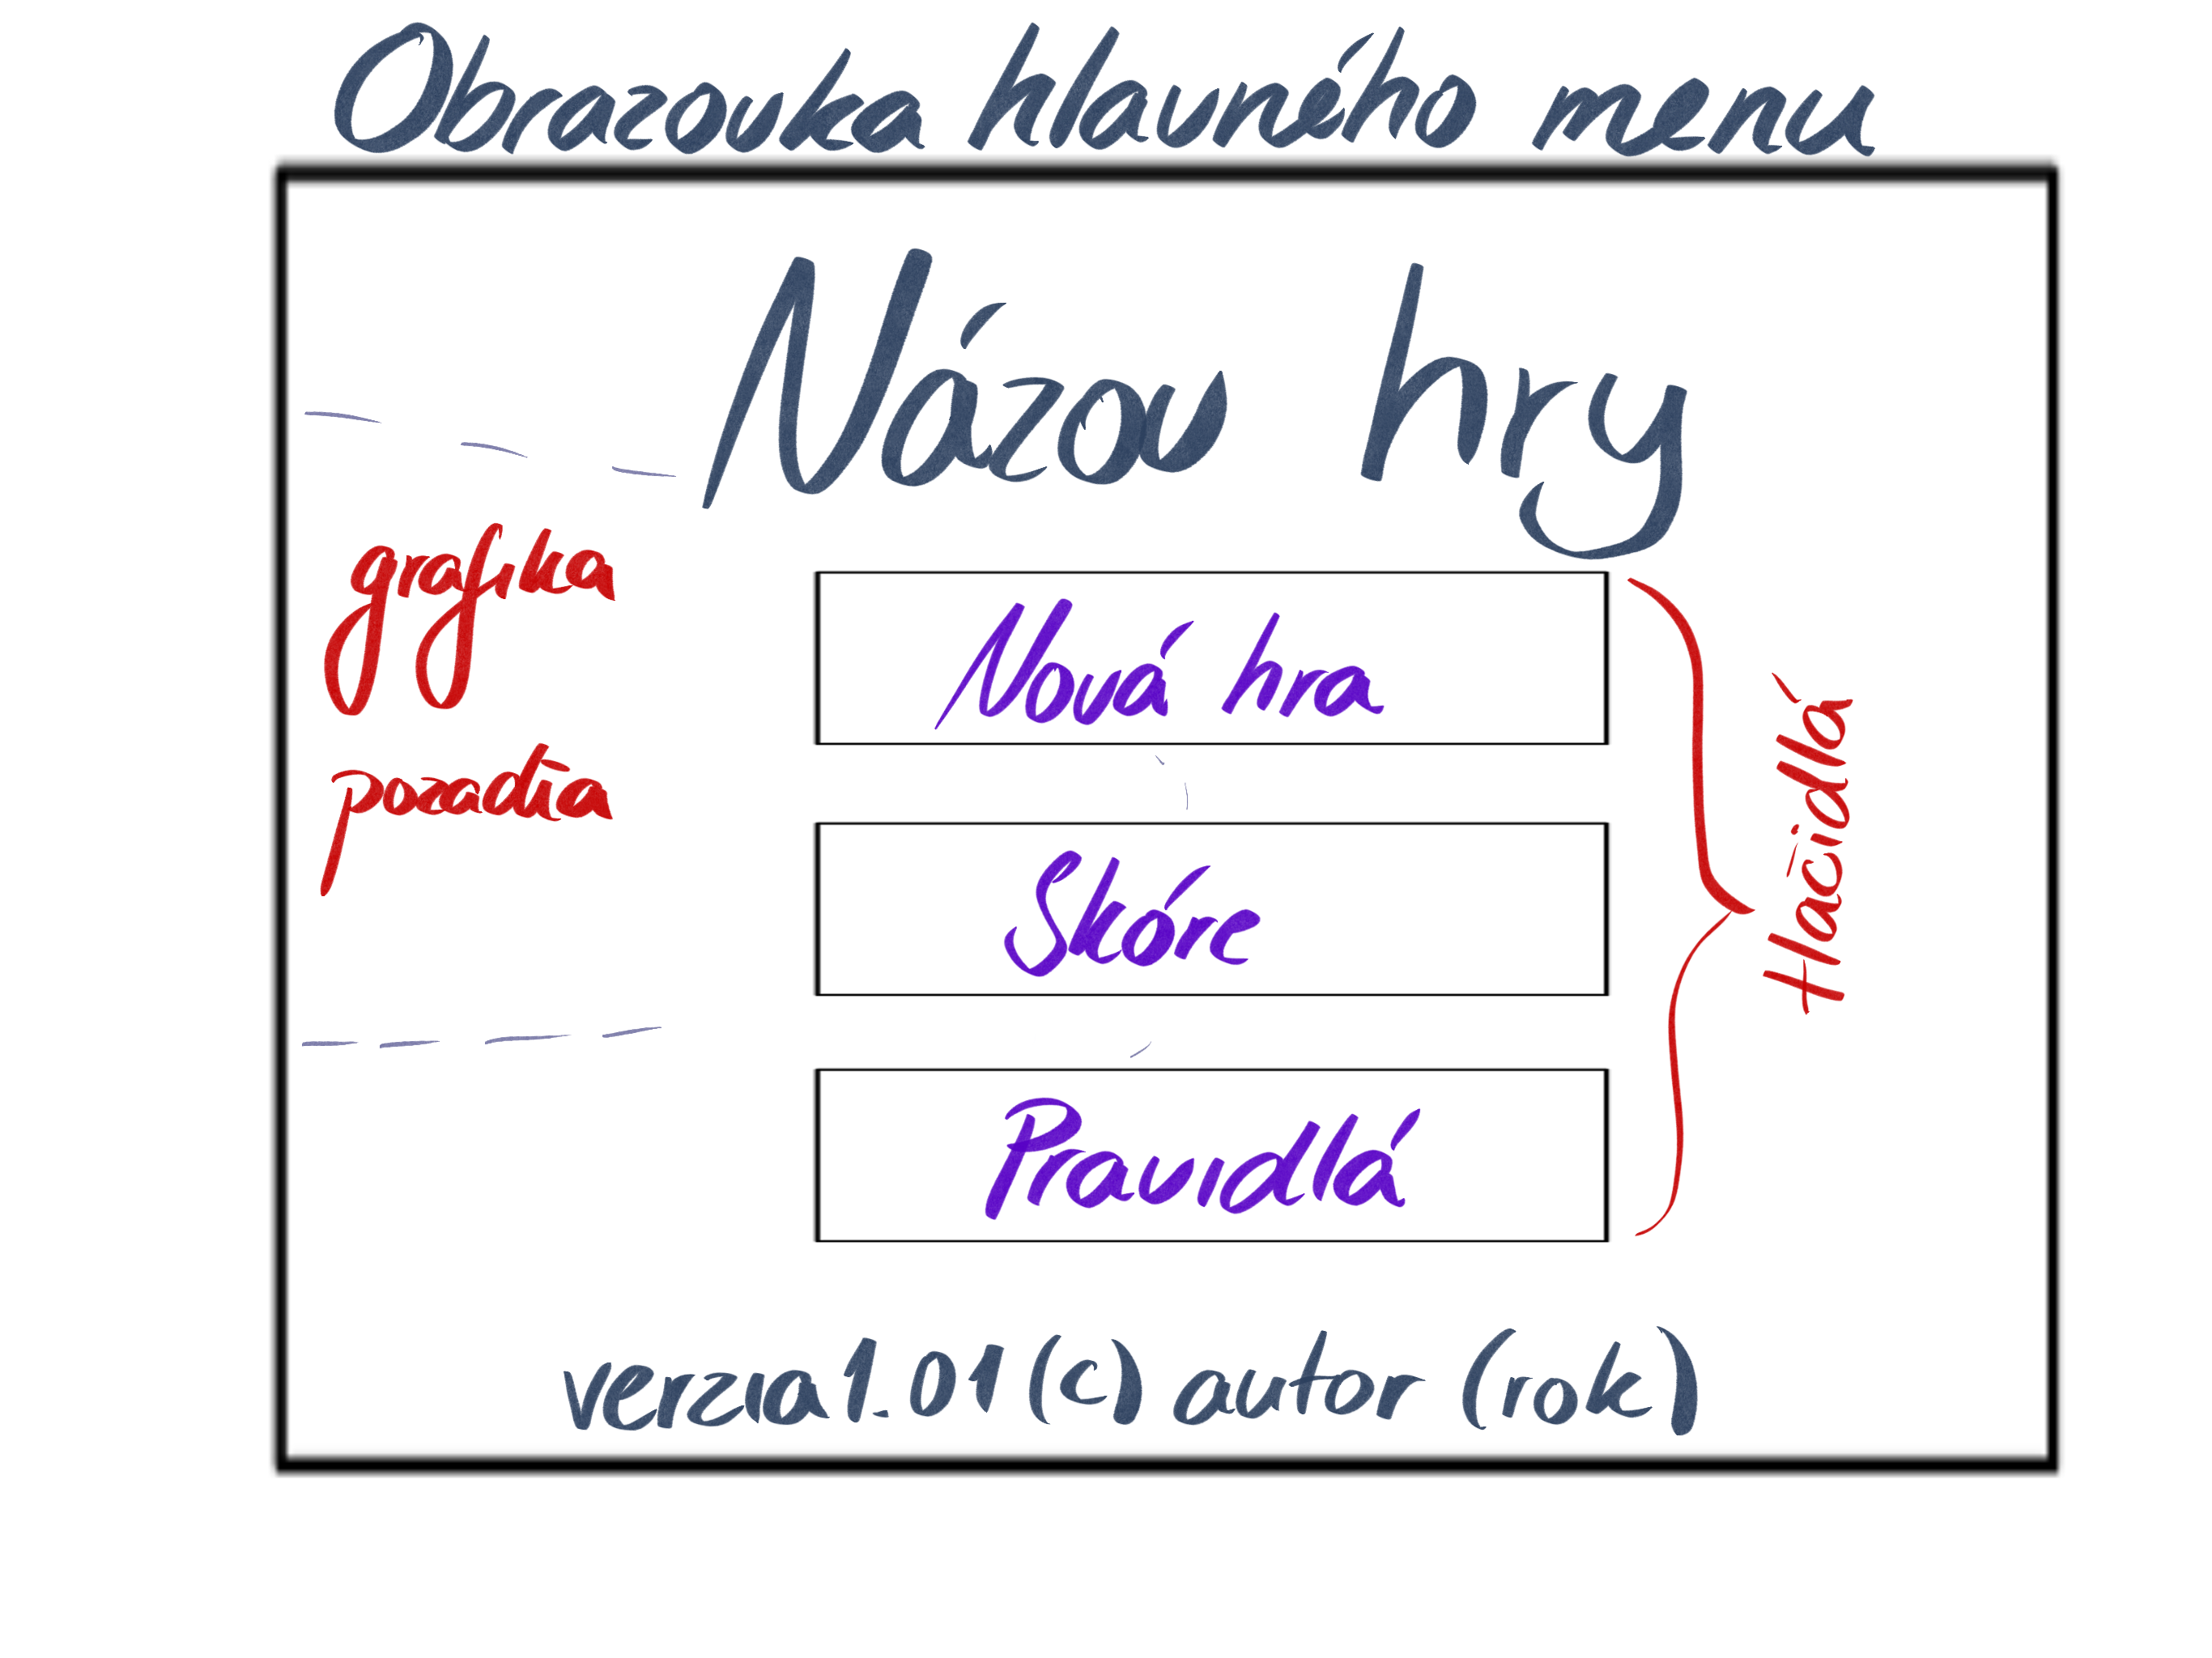 Obrazovka hlavného menu
Názov hry
grafika
pozadia
Nová hra
Skóre
Pravidlá
tlačidlá
verzia 1.01 (c) autor (rok)